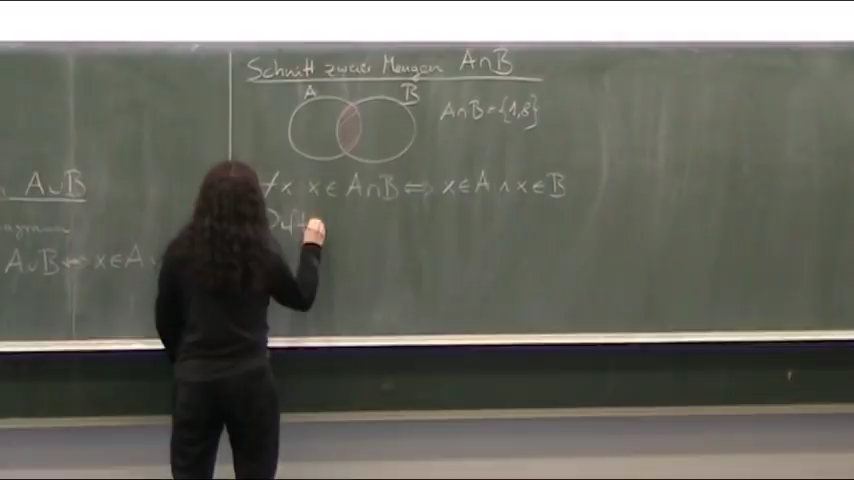 A∪B
A∪B ⇔ x∈A
Schnitt zweier Mengen A∩B
A B
A∩B = {1,8}
∀x x∈A∩B ⇔ x∈A ∧ x∈B